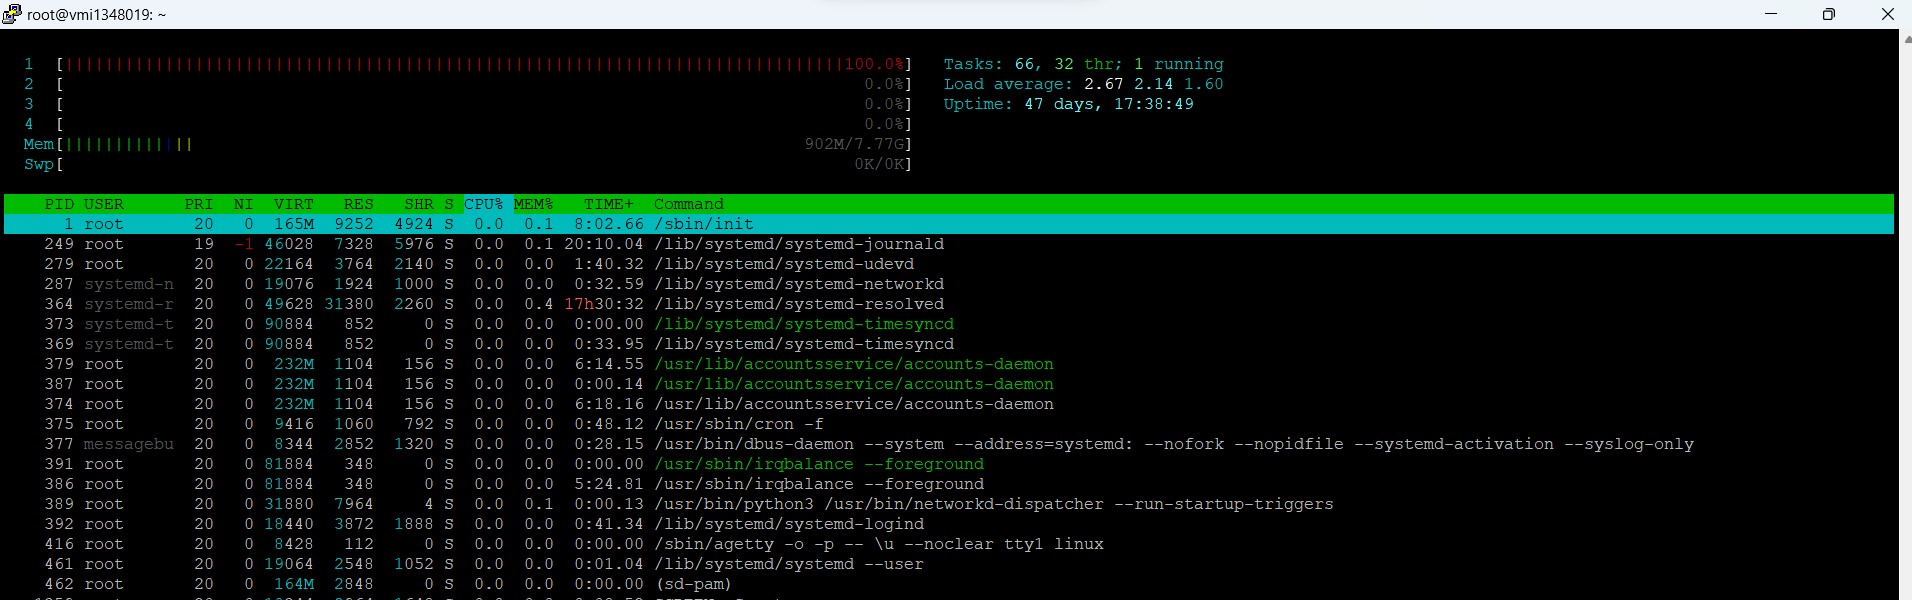 root@vmi1348019: ~
1 [||||||||||||||||||||||||||||||||||||||||||||||||||||||||||||||||||||||||||||||100.0%] Tasks: 66, 32 thr; 1 running
2 [ 0.0%] Load average: 2.67 2.14 1.60
3 [ 0.0%] Uptime: 47 days, 17:38:49
4 [ 0.0%]
Mem[||||||||||||| 902M/7.77G]
Swp[ 0K/0K]
PID USER PRI NI VIRT RES SHR S CPU% MEM% TIME+ Command
1 root 20 0 165M 9252 4924 S 0.0 0.1 8:02.66 /sbin/init
249 root 19 -1 46028 7328 5976 S 0.0 0.1 20:10.04 /lib/systemd/systemd-journald
279 root 20 0 22164 3764 2140 S 0.0 0.0 1:40.32 /lib/systemd/systemd-udevd
287 systemd-n 20 0 19076 1924 1000 S 0.0 0.0 0:32.59 /lib/systemd/systemd-networkd
364 systemd-r 20 0 49628 31380 2260 S 0.0 0.4 17h30:32 /lib/systemd/systemd-resolved
373 systemd-t 20 0 90884 852 0 S 0.0 0.0 0:00.00 /lib/systemd/systemd-timesyncd
369 systemd-t 20 0 90884 852 0 S 0.0 0.0 0:33.95 /lib/systemd/systemd-timesyncd
379 root 20 0 232M 1104 156 S 0.0 0.0 6:14.55 /usr/lib/accountsservice/accounts-daemon
387 root 20 0 232M 1104 156 S 0.0 0.0 0:00.14 /usr/lib/accountsservice/accounts-daemon
374 root 20 0 232M 1104 156 S 0.0 0.0 6:18.16 /usr/lib/accountsservice/accounts-daemon
375 root 20 0 9416 1060 792 S 0.0 0.0 0:48.12 /usr/sbin/cron -f
377 messagebu 20 0 8344 2852 1320 S 0.0 0.0 0:28.15 /usr/bin/dbus-daemon --system --address=systemd: --nofork --nopidfile --systemd-activation --syslog-only
391 root 20 0 81884 348 0 S 0.0 0.0 0:00.00 /usr/sbin/irqbalance --foreground
386 root 20 0 81884 348 0 S 0.0 0.0 5:24.81 /usr/sbin/irqbalance --foreground
389 root 20 0 31880 7964 4 S 0.0 0.1 0:00.13 /usr/bin/python3 /usr/bin/networkd-dispatcher --run-startup-triggers
392 root 20 0 18440 3872 1888 S 0.0 0.0 0:41.34 /lib/systemd/systemd-logind
416 root 20 0 8428 112 0 S 0.0 0.0 0:00.00 /sbin/agetty -o -p -- \u --noclear tty1 linux
461 root 20 0 19064 2548 1052 S 0.0 0.0 0:01.04 /lib/systemd/systemd --user
462 root 20 0 164M 2848 0 S 0.0 0.0 0:00.00 (sd-pam)